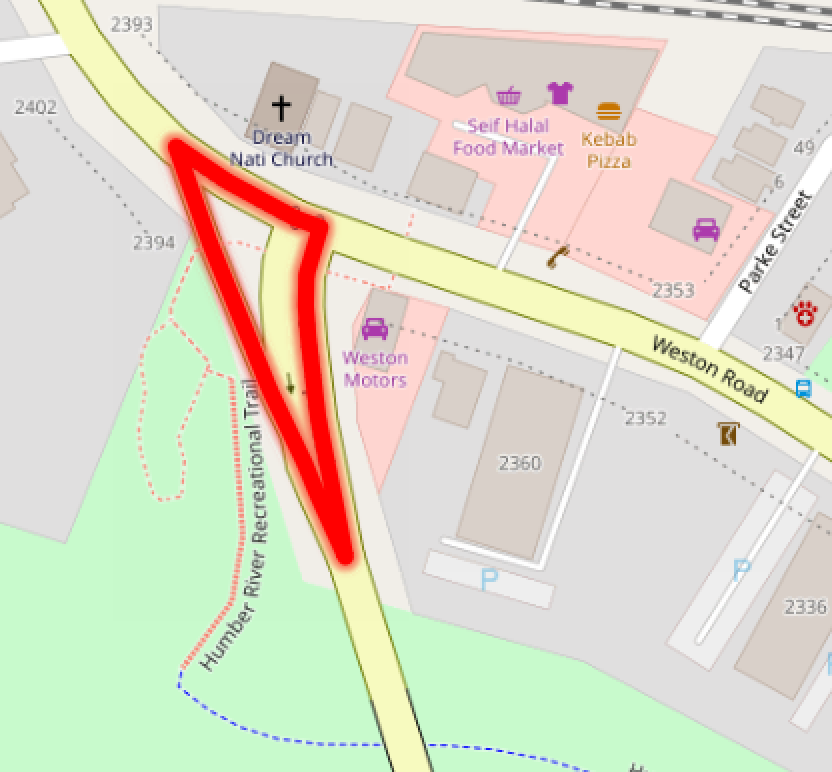 2393
2402
Dream
Nati Church
Seif Halal
Food Market
Kebab
Pizza
49
6
2394
Parke Street
2353
1
2347
Weston
Motors
Weston Road
2352
2360
Humber River Recreational Trail
P
P
2336